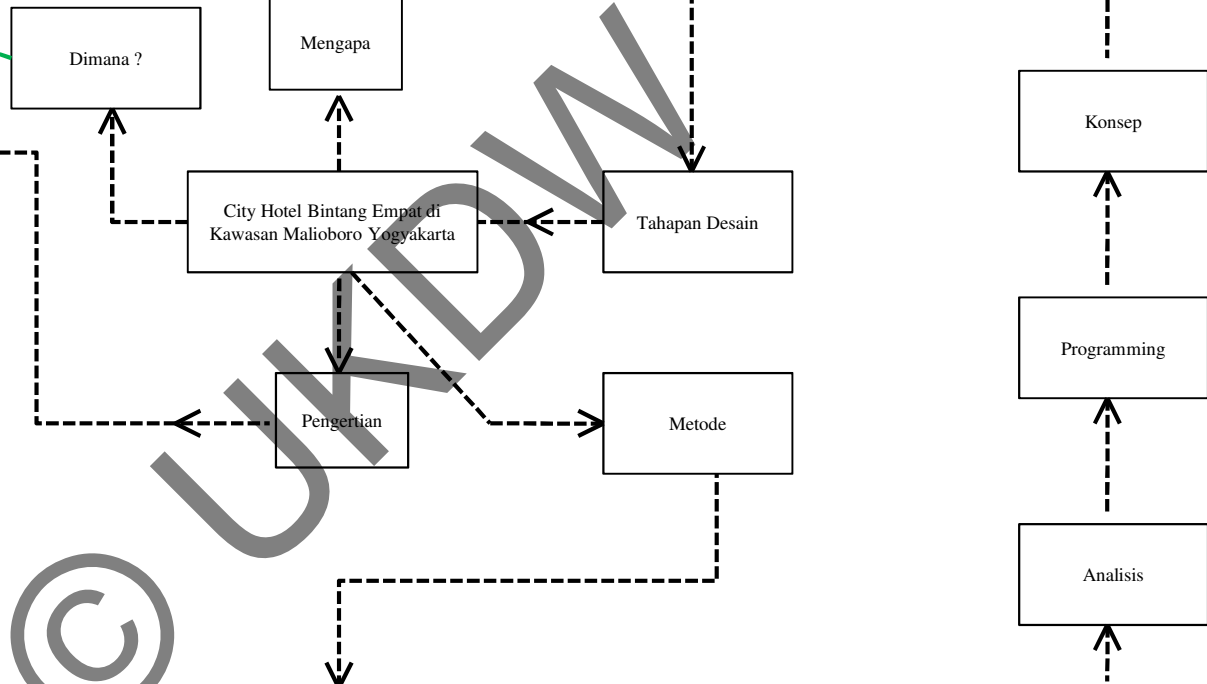 Mengapa
Dimana ?
Konsep
City Hotel Bintang Empat di
Kawasan Malioboro Yogyakarta
Tahapan Desain
Programming
Pengertian
Metode
Analisis
© UKDW